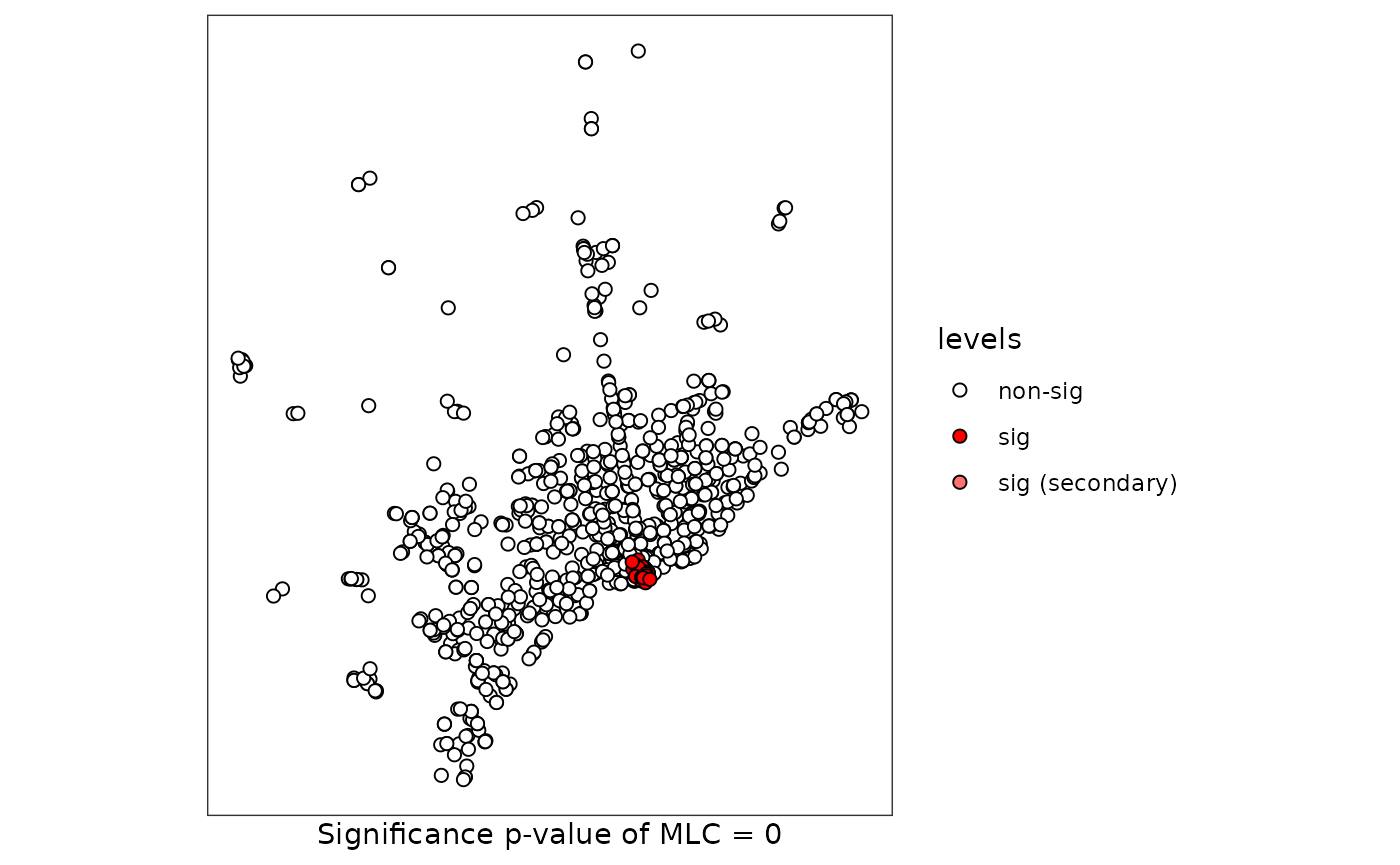 levels
non-sig
sig
sig (secondary)
Significance p-value of MLC = 0